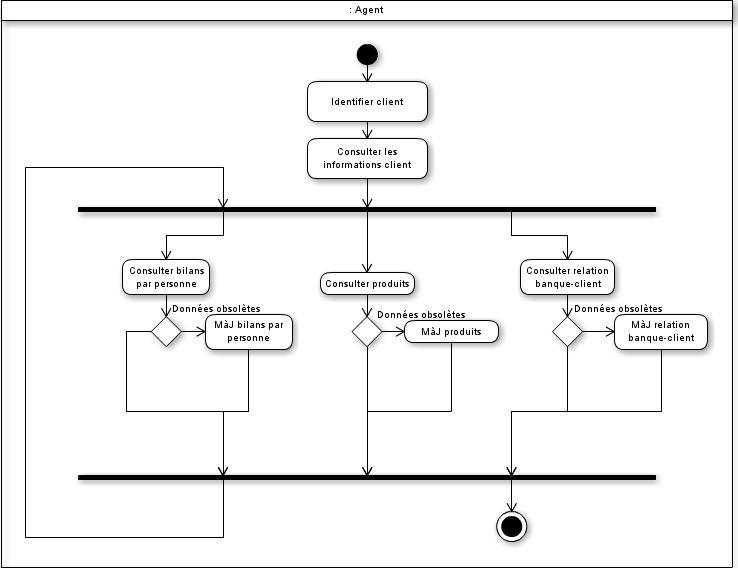 : Agent
Identifier client
Consulter les
informations client
Consulter bilans
par personne
Consulter produits
Consulter relation
banque-client
Données obsolètes
Données obsolètes
Données obsolètes
MàJ bilans par
personne
MàJ produits
MàJ relation
banque-client